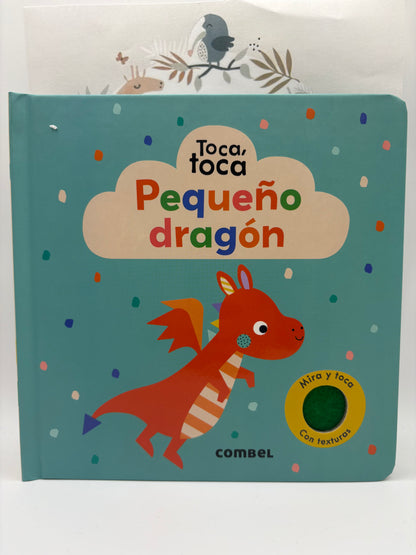 Toca,
toca
Pequeño
dragón
Mira y toca
Con texturas
COMBEL